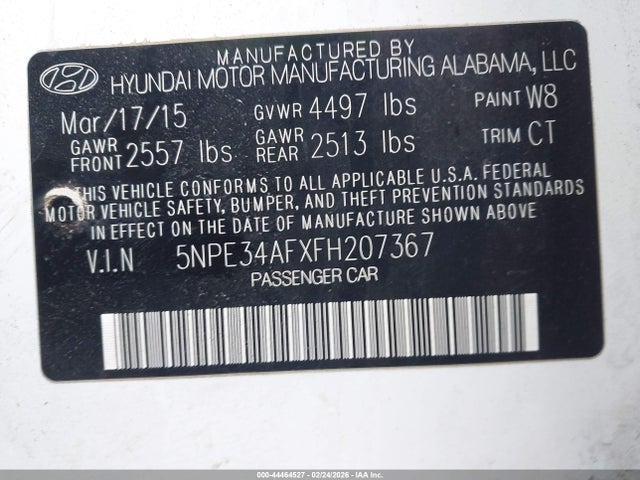 MANUFACTURED BY
HYUNDAI MOTOR MANUFACTURING ALABAMA, LLC
Mar/17/15 GVWR 4497 lbs PAINT W8
GAWR FRONT 2557 lbs GAWR REAR 2513 lbs TRIM CT
THIS VEHICLE CONFORMS TO ALL APPLICABLE U.S.A. FEDERAL
MOTOR VEHICLE SAFETY, BUMPER, AND THEFT PREVENTION STANDARDS
IN EFFECT ON THE DATE OF MANUFACTURE SHOWN ABOVE
V.I.N 5NPE34AFXFH207367
PASSENGER CAR
000-44464527 - 02/24/2026 - IAA Corp.